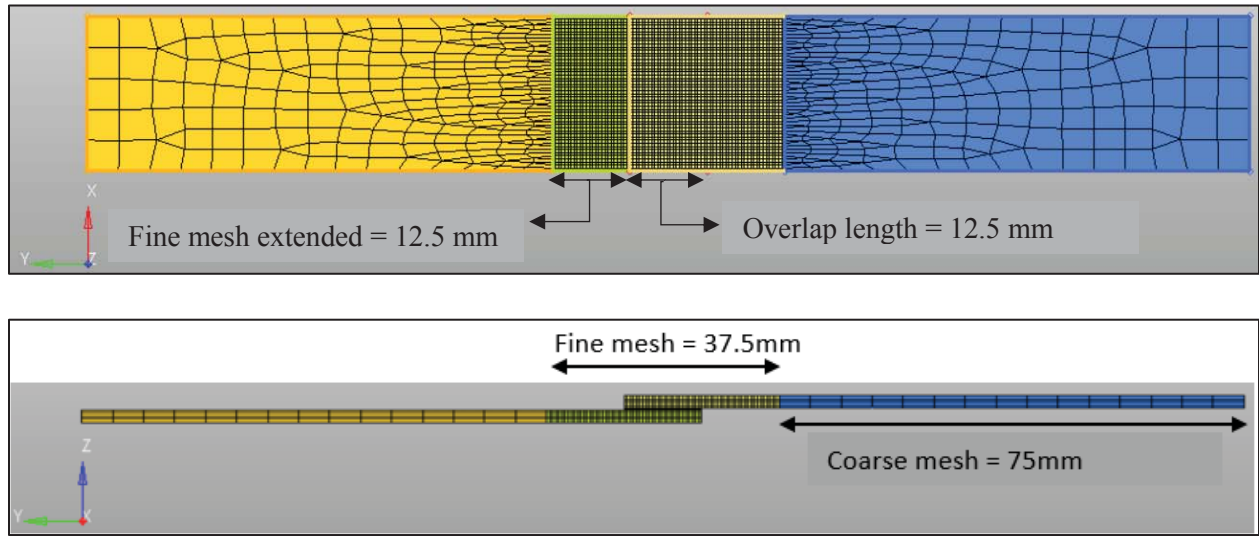 X
Y
Z
Fine mesh extended = 12.5 mm
Overlap length = 12.5 mm
Fine mesh = 37.5mm
Z
Y
X
Coarse mesh = 75mm